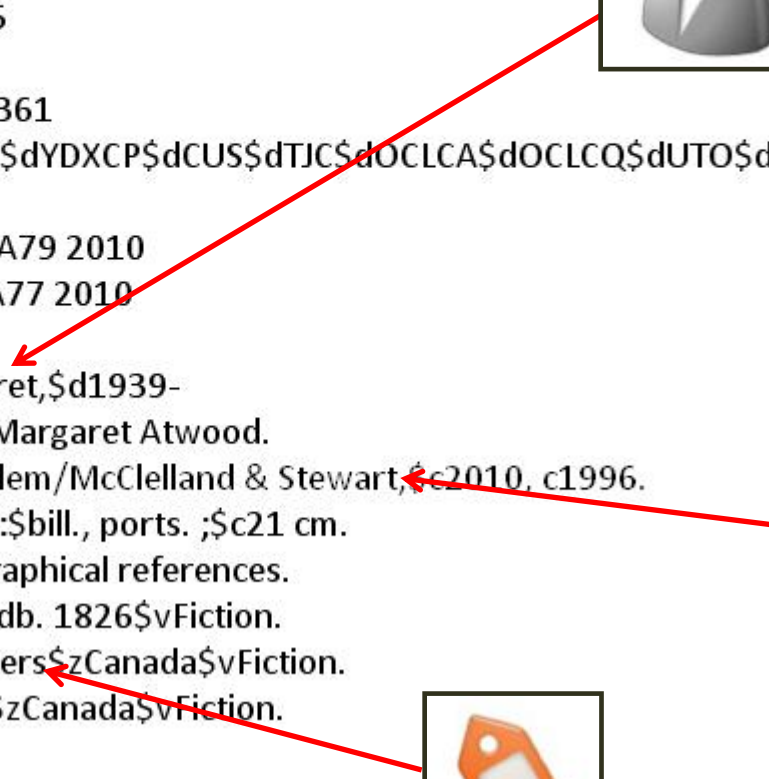 361
$dYDXCP$dCUS$dTJC$dOCLCA$dOCLCQ$dUTO$d
A79 2010
A77 2010
ret,$d1939-
Margaret Atwood.
lem/McClelland & Stewart,$c2010, c1996.
:$bill., ports. ;$c21 cm.
raphical references.
db. 1826$vFiction.
ers$zCanada$vFiction.
$zCanada$vFiction.